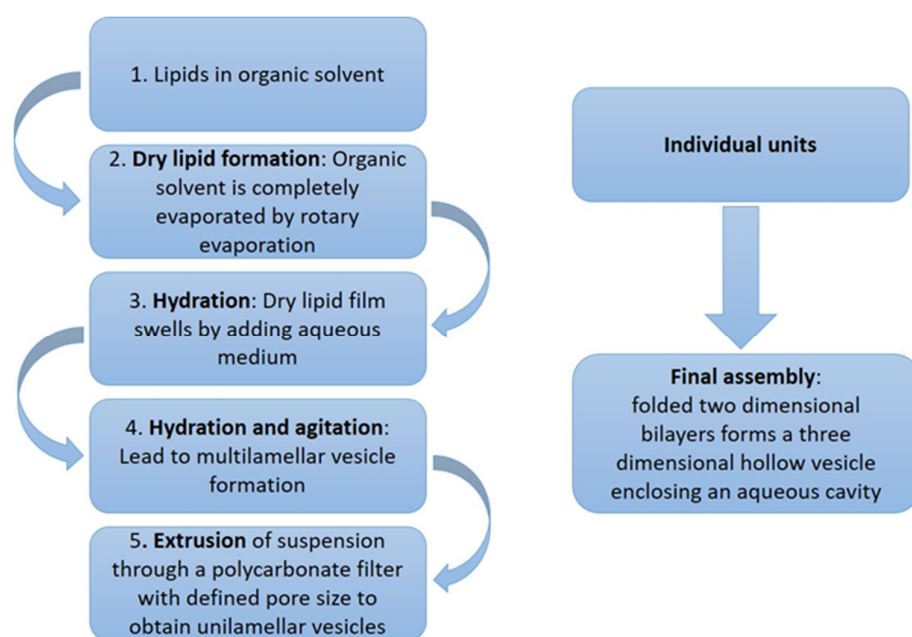 1. Lipids in organic solvent
2. Dry lipid formation: Organic
solvent is completely
evaporated by rotary
evaporation
3. Hydration: Dry lipid film
swells by adding aqueous
medium
4. Hydration and agitation:
Lead to multilamellar vesicle
formation
5. Extrusion of suspension
through a polycarbonate filter
with defined pore size to
obtain unilamellar vesicles
Individual units
Final assembly:
folded two dimensional
bilayers forms a three
dimensional hollow vesicle
enclosing an aqueous cavity